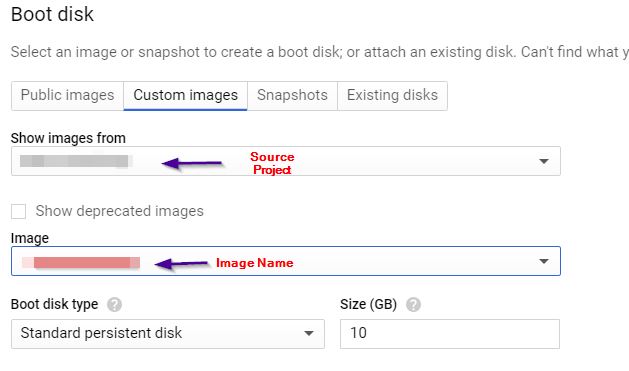 Boot disk
Select an image or snapshot to create a boot disk; or attach an existing disk. Can't find what y
Public images Custom images Snapshots Existing disks
Show images from
Source
Project
Show deprecated images
Image
Image Name
Boot disk type ? Size (GB) ?
Standard persistent disk 10